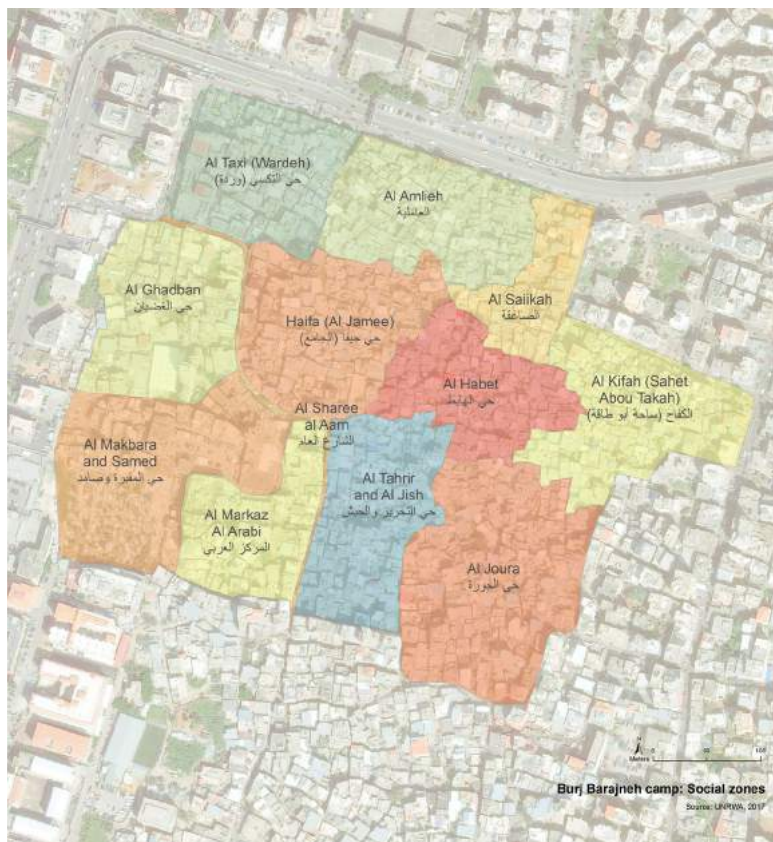 Al Taxi (Wardeh)
حي التكسي (وردة)
Al Amlieh
العاملية
Al Ghadban
حي الغضبان
Al Saiikah
الصاعقة
Haifa (Al Jamee)
حي حيفا (الجامع)
Al Habet
حي الهابط
Al Kifah (Sahet
Abou Takah)
الكفاح (ساحة أبو طاقة)
Al Sharee
al Aam
الشارع العام
Al Makbara
and Samed
حي المقبرة وصامد
Al Tahrir
and Al Jish
حي التحرير والجيش
Al Markaz
Al Arabi
المركز العربي
Al Joura
حي الجورة
N
Meters 0
Burj Barajneh camp: Social zones
Source: UNRWA, 2017